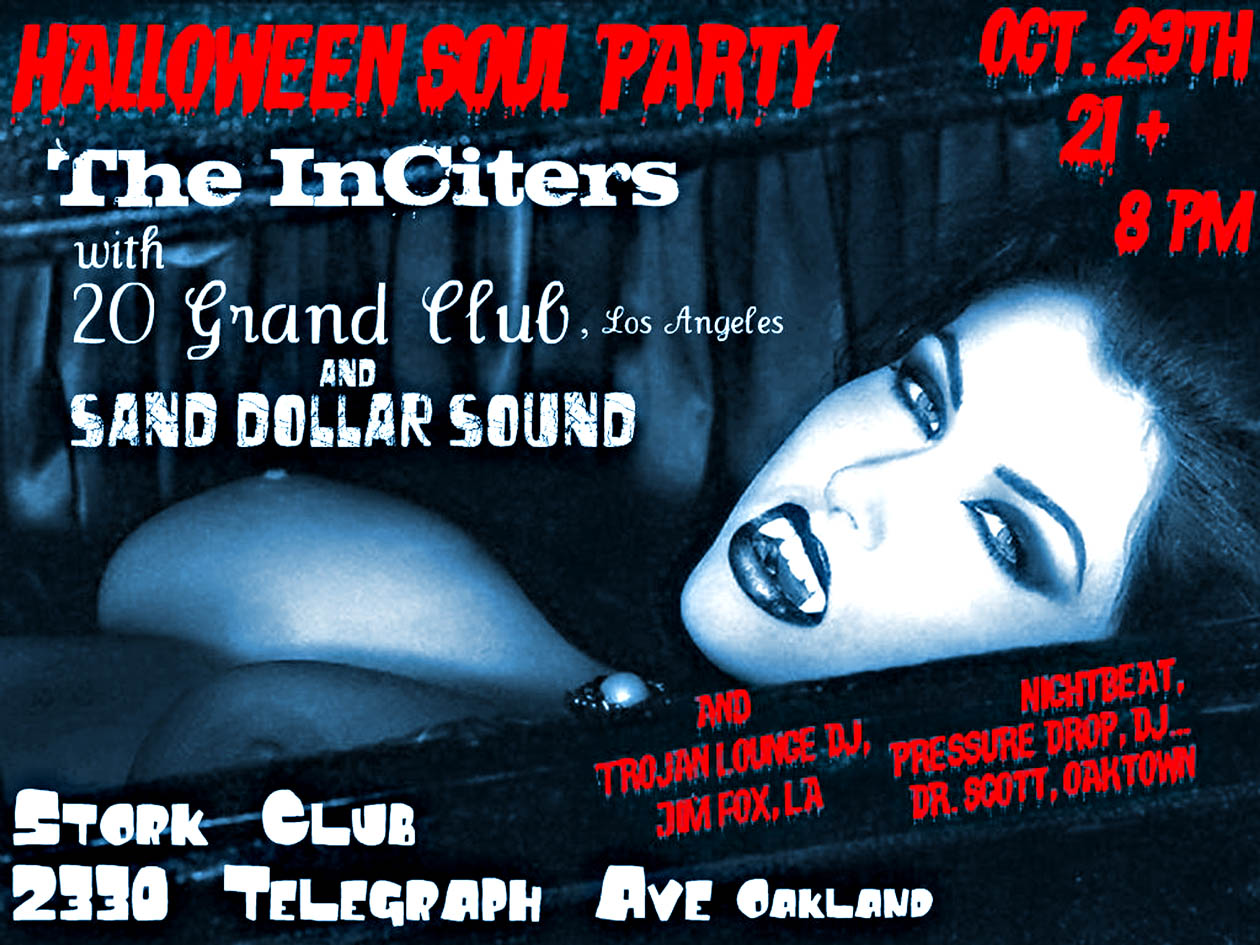 HALLOWEEN SOUL PARTY
OCT. 29TH
21 +
8 PM
The InCiters
with
20 Grand Club, Los Angeles
AND
SAND DOLLAR SOUND
AND
TROJAN LOUNGE DJ,
JIM FOX, LA
NIGHTBEAT,
PRESSURE DROP, DJ...
DR. SCOTT, OAKTOWN
STORK CLUB
2330 TELEGRAPH AVE OAKLAND